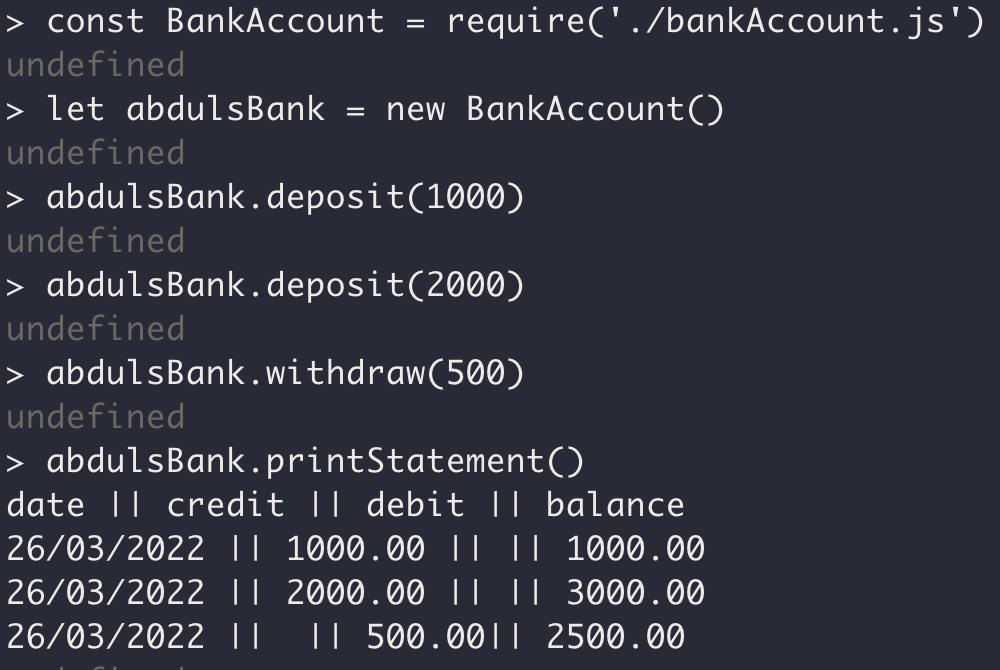 > const BankAccount = require('./bankAccount.js')
undefined
> let abdulsBank = new BankAccount()
undefined
> abdulsBank.deposit(1000)
undefined
> abdulsBank.deposit(2000)
undefined
> abdulsBank.withdraw(500)
undefined
> abdulsBank.printStatement()
date || credit || debit || balance
26/03/2022 || 1000.00 || || 1000.00
26/03/2022 || 2000.00 || || 3000.00
26/03/2022 ||  || 500.00|| 2500.00